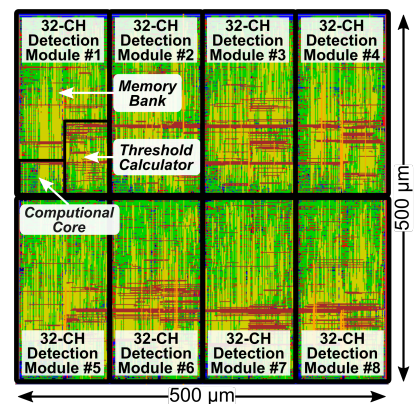 32-CH
Detection
Module #1
32-CH
Detection
Module #2
32-CH
Detection
Module #3
32-CH
Detection
Module #4
Memory
Bank
Threshold
Calculator
Computional
Core
500 µm
32-CH
Detection
Module #5
32-CH
Detection
Module #6
32-CH
Detection
Module #7
32-CH
Detection
Module #8
500 µm